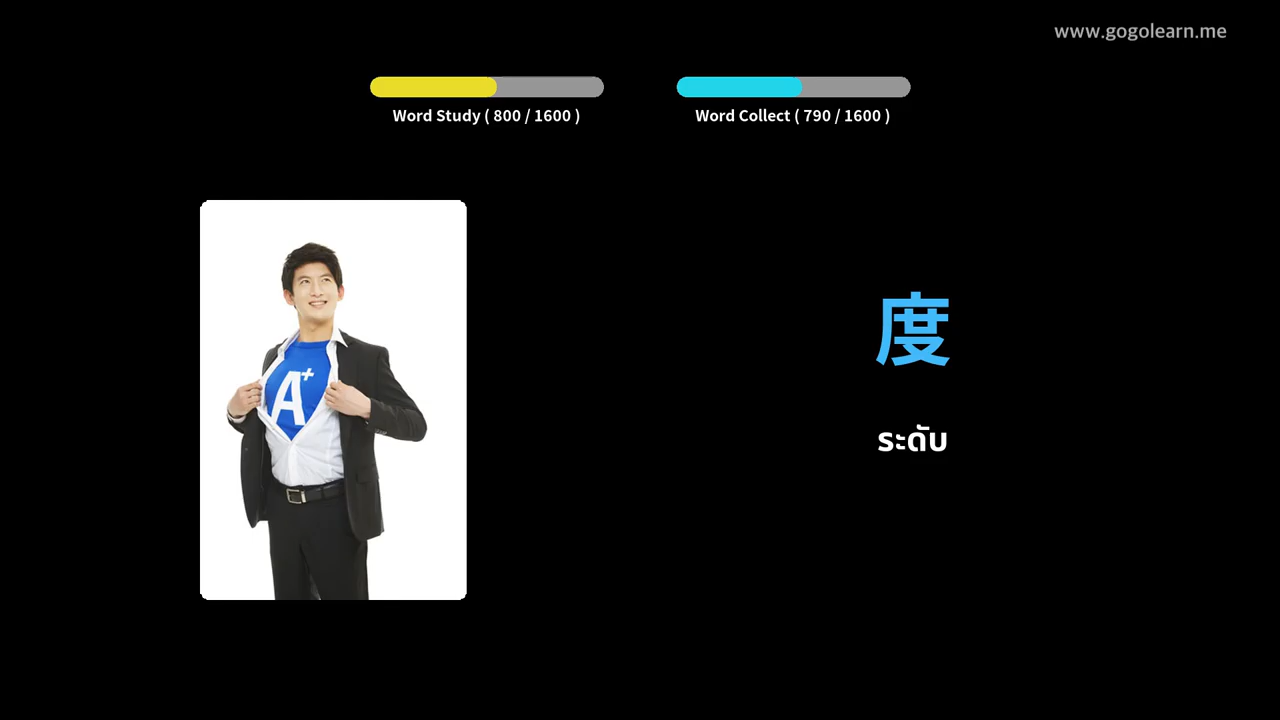 www.gogolearn.me
Word Study ( 800 / 1600 )
Word Collect ( 790 / 1600 )
A+
度
ระดับ